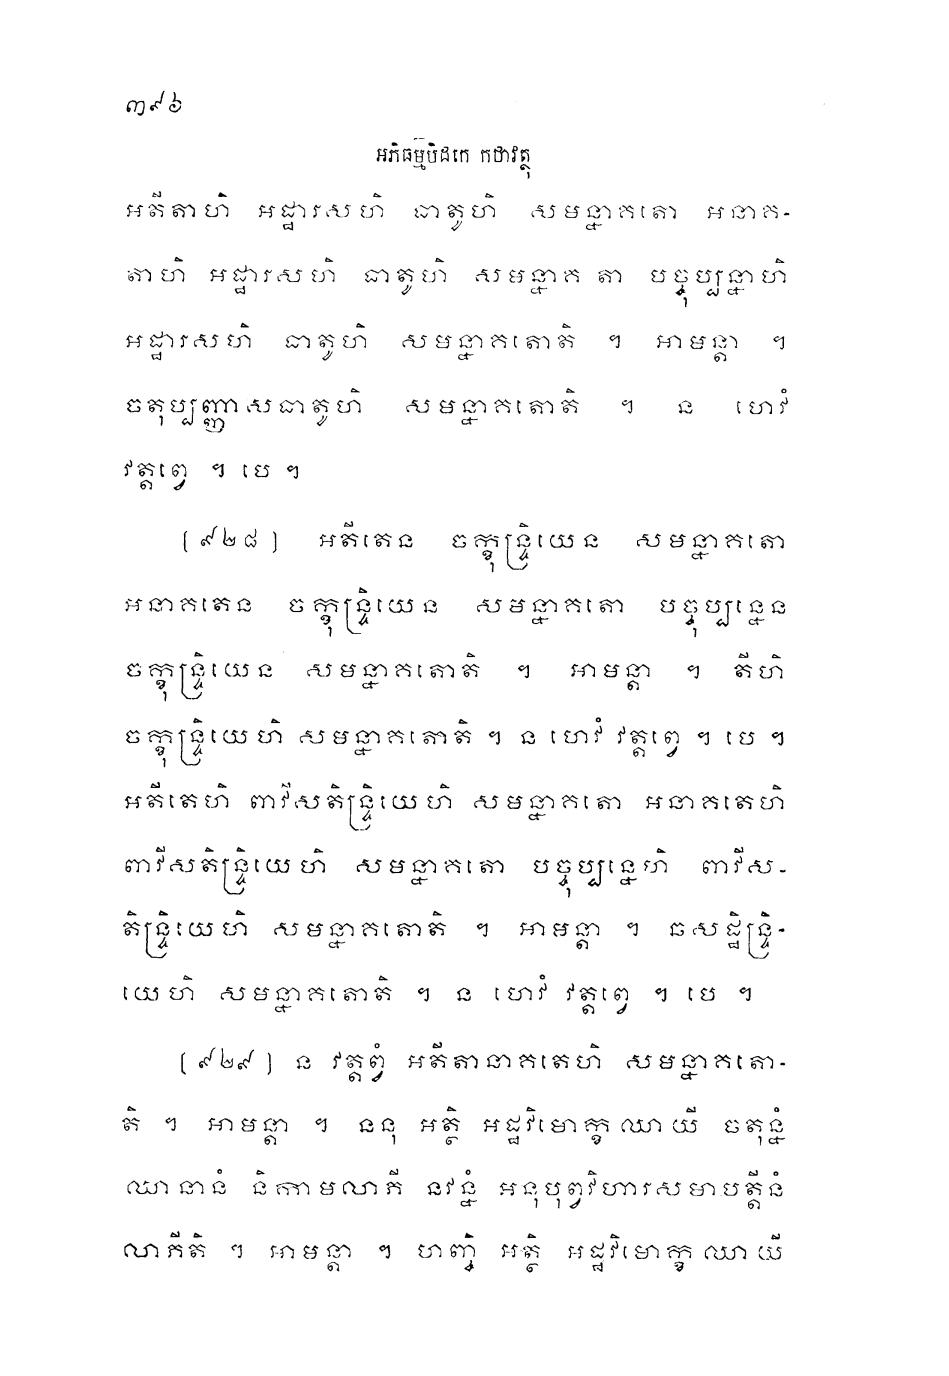 ៣៩៦
អភិធម្មបិដកេ កថាវត្ថុ
អតីតាហិ អដ្ឋារសហិ ធាតូហិ សមន្នាគតោ អនាគ-
តាហិ អដ្ឋារសហិ ធាតូហិ សមន្នាគ តា បច្ចុប្បន្នាហិ
អដ្ឋារសហិ ធាតូហិ សមន្នាគតោតិ ។ អាមន្តា ។
ចតុប្បញ្ញាសធាតូហិ សមន្នាគតោតិ ។ ន ហេវំ
វត្តព្វេ ។ បេ ។
(៩២៨) អតីតេន ចក្ខុន្ទ្រិយេន សមន្នាគតោ
អនាគតេន ចក្ខុន្ទ្រិយេន សមន្នាគតោ បច្ចុប្បន្នេន
ចក្ខុន្ទ្រិយេន សមន្នាគតោតិ ។ អាមន្តា ។ តីហិ
ចក្ខុន្ទ្រិយេហិ សមន្នាគតោតិ ។ ន ហេវំ វត្តព្វេ ។ បេ ។
អតីតេហិ ពាវីសតិន្ទ្រិយេហិ សមន្នាគតោ អនាគតេហិ
ពាវីសតិន្ទ្រិយេហិ សមន្នាគតោ បច្ចុប្បន្នេហិ ពាវីស-
តិន្ទ្រិយេហិ សមន្នាគតោតិ ។ អាមន្តា ។ ឆសដ្ឋិន្ទ្រិ-
យេហិ សមន្នាគតោតិ ។ ន ហេវំ វត្តព្វេ ។ បេ ។
(៩២៩) ន វត្តព្វំ អតីតានាគតេហិ សមន្នាគតោ-
តិ ។ អាមន្តា ។ ននុ អត្ថិ អដ្ឋវិមោក្ខឈាយី ចតុន្នំ
ឈានានំ និកាមលាភី នវន្នំ អនុបុព្វវិហារសមាបត្តីនំ
លាភីតិ ។ អាមន្តា ។ ហញ្ចិ អត្ថិ អដ្ឋវិមោក្ខឈាយី